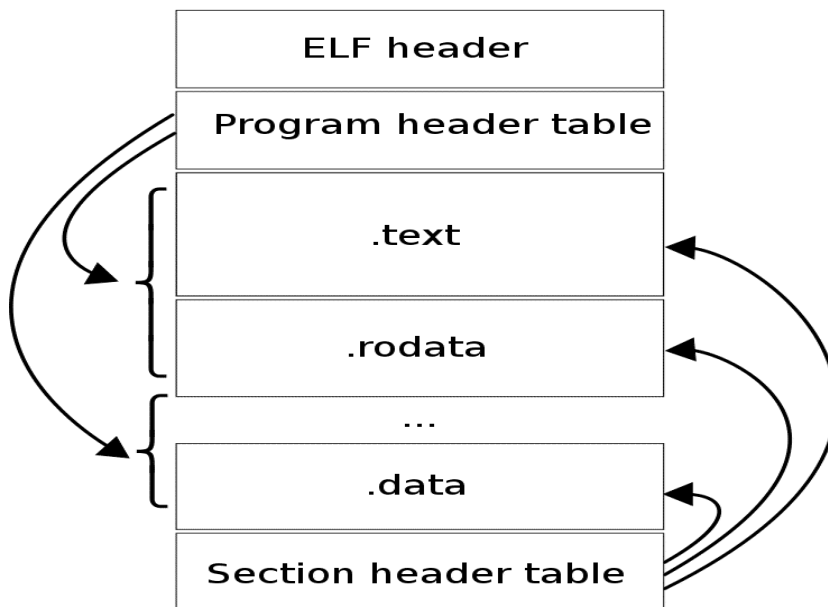 ELF header
Program header table
.text
.rodata
...
.data
Section header table